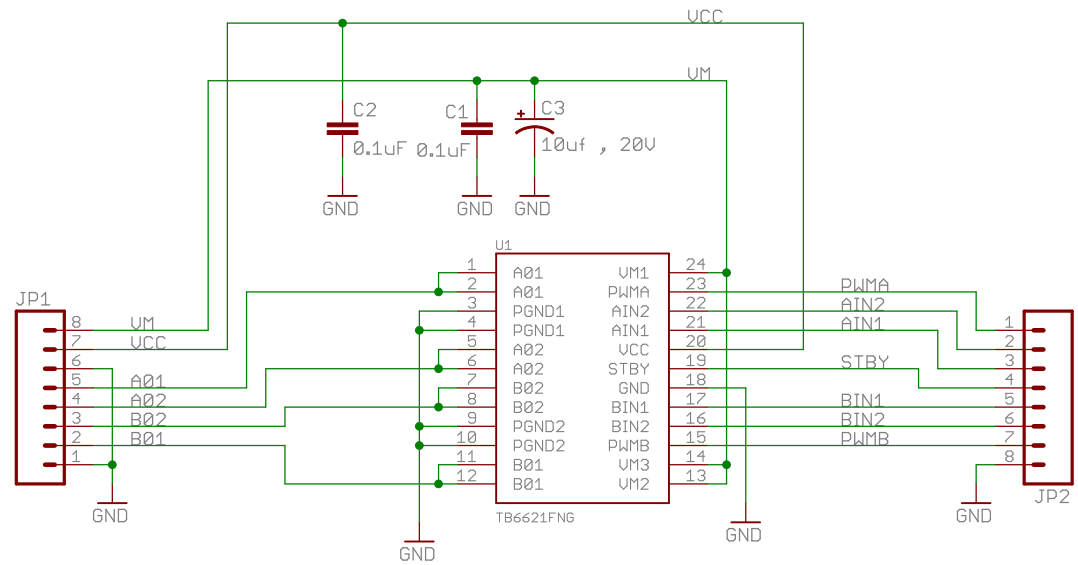 VCC
VM
C2
0.1uF
C1
0.1uF
C3
+
10uf , 20V
GND
GND
GND
U1
1 A01 VM1 24
2 A01 PWMA 23
3 PGND1 AIN2 22
4 PGND1 AIN1 21
5 A02 VCC 20
6 A02 STBY 19
7 B02 GND 18
8 B02 BIN1 17
9 PGND2 BIN2 16
10 PGND2 PWMB 15
11 B01 VM3 14
12 B01 VM2 13
TB6621FNG
JP1
8 VM
7 VCC
6
5 A01
4 A02
3 B02
2 B01
1
GND
GND
GND
PWMA
AIN2
AIN1
STBY
BIN1
BIN2
PWMB
1
2
3
4
5
6
7
8
JP2
GND